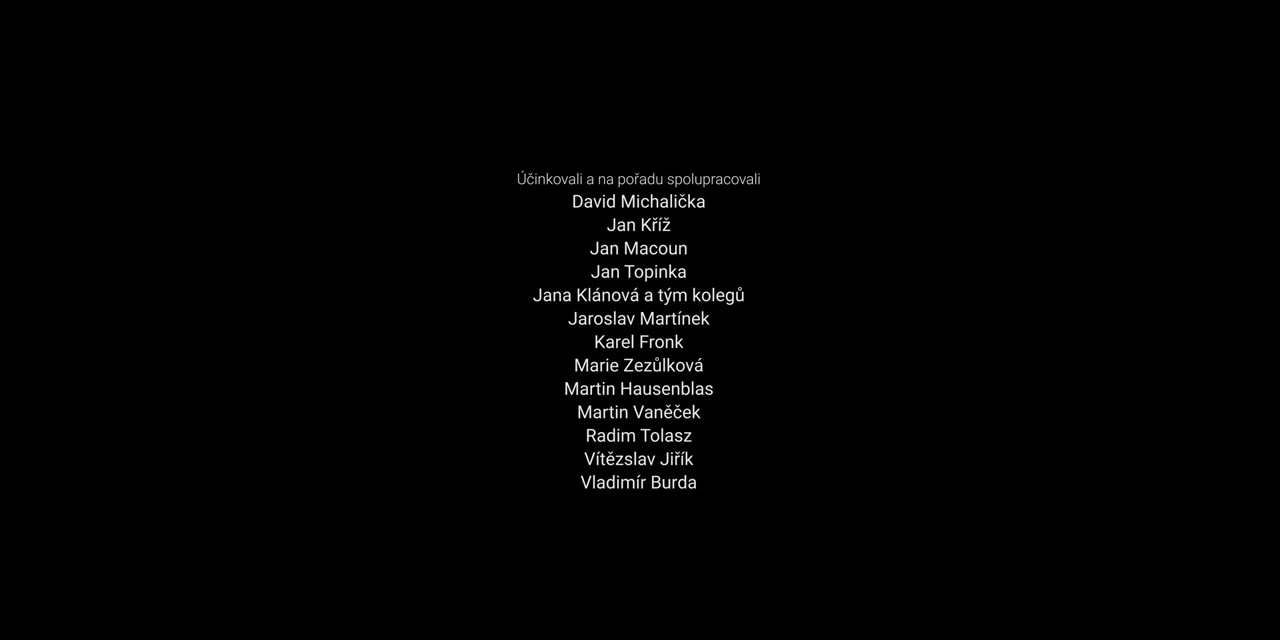 Účinkovali a na pořadu spolupracovali
David Michalička
Jan Kříž
Jan Macoun
Jan Topinka
Jana Klánová a tým kolegů
Jaroslav Martínek
Karel Fronk
Marie Zezůlková
Martin Hausenblas
Martin Vaněček
Radim Tolasz
Vítězslav Jiřík
Vladimír Burda